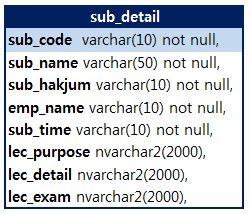 sub_detail
sub_code varchar(10) not null,
sub_name varchar(50) not null,
sub_hakjum varchar(10) not null,
emp_name varchar(10) not null,
sub_time varchar(10) not null,
lec_purpose nvarchar2(2000),
lec_detail nvarchar2(2000),
lec_exam nvarchar2(2000),